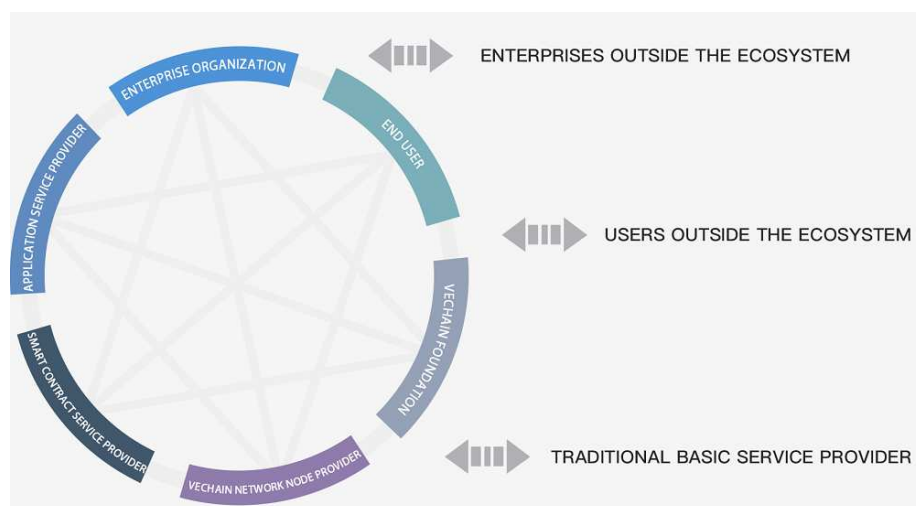 ENTERPRISE ORGANIZATION
END USER
VECHAIN FOUNDATION
VECHAIN NETWORK NODE PROVIDER
SMART CONTRACT SERVICE PROVIDER
APPLICATION SERVICE PROVIDER
ENTERPRISES OUTSIDE THE ECOSYSTEM
USERS OUTSIDE THE ECOSYSTEM
TRADITIONAL BASIC SERVICE PROVIDER